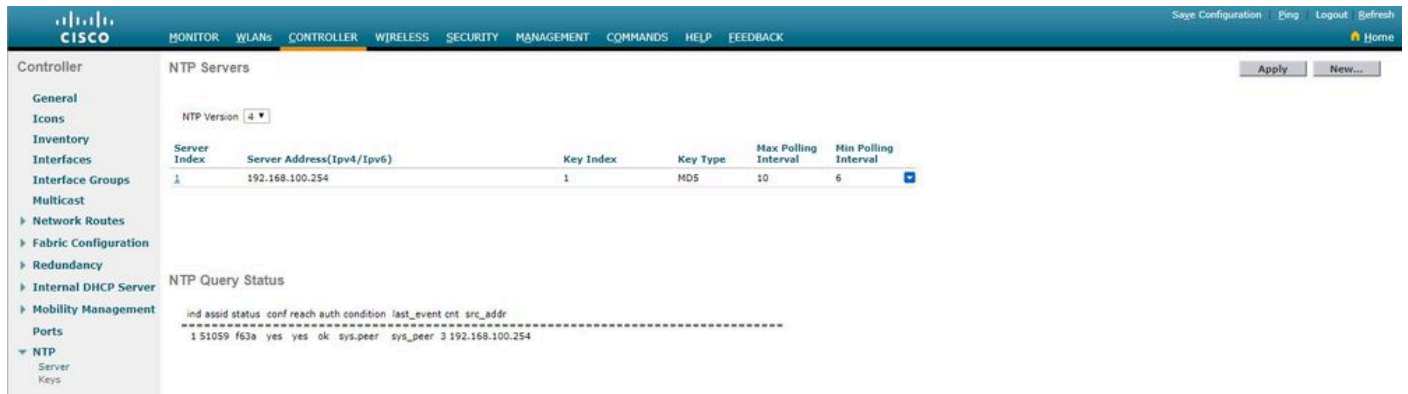 Save Configuration Ping Logout Refresh
CISCO
MONITOR WLANs CONTROLLER WIRELESS SECURITY MANAGEMENT COMMANDS HELP FEEDBACK
Home
Controller
General
Icons
Inventory
Interfaces
Interface Groups
Multicast
Network Routes
Fabric Configuration
Redundancy
Internal DHCP Server
Mobility Management
Ports
NTP
Server
Keys
NTP Servers
Apply New...
NTP Version 4
Server Index Server Address(Ipv4/Ipv6) Key Index Key Type Max Polling Interval Min Polling Interval
1 192.168.100.254 1 MD5 10 6
NTP Query Status
ind assid status conf reach auth condition last_event cnt src_addr
===============================================================
1 51059 f63a yes yes ok sys.peer sys_peer 3 192.168.100.254